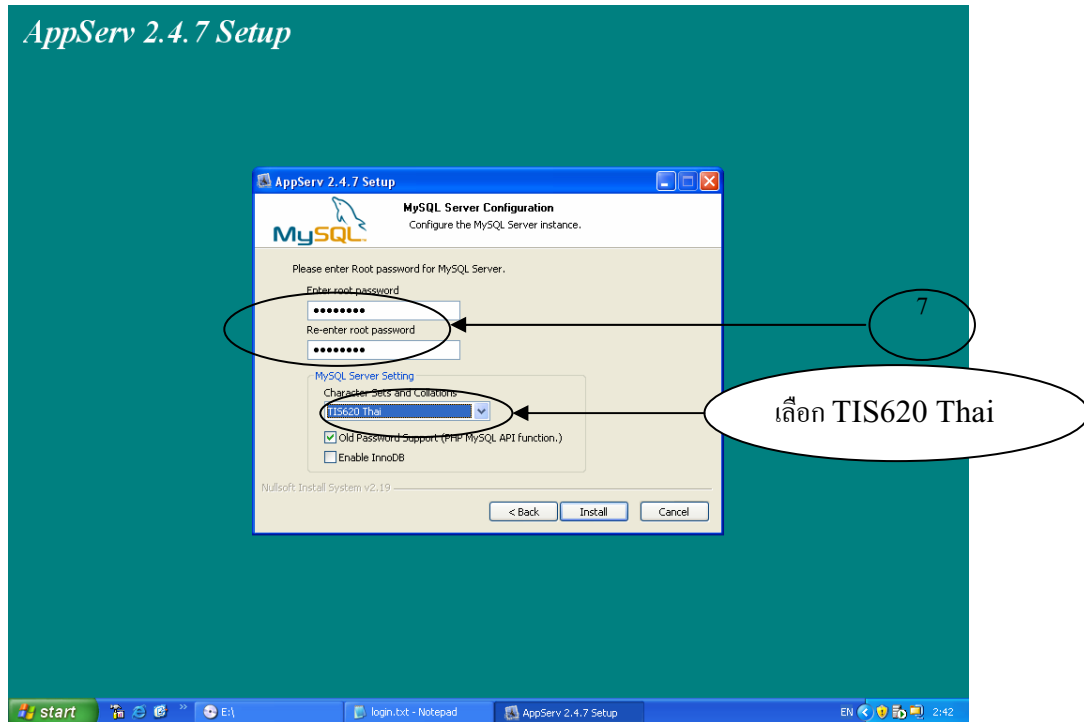 AppServ 2.4.7 Setup
AppServ 2.4.7 Setup
MySQL
MySQL Server Configuration
Configure the MySQL Server instance.
Please enter Root password for MySQL Server.
Enter root password
••••••••
7
Re-enter root password
••••••••
MySQL Server Setting
Character Sets and Collations
TIS620 Thai
เลือก TIS620 Thai
Old Password Support (PHP MySQL API function.)
Enable InnoDB
Nullsoft Install System v2.19
< Back Install Cancel
start E:\ login.txt - Notepad AppServ 2.4.7 Setup EN 2:42